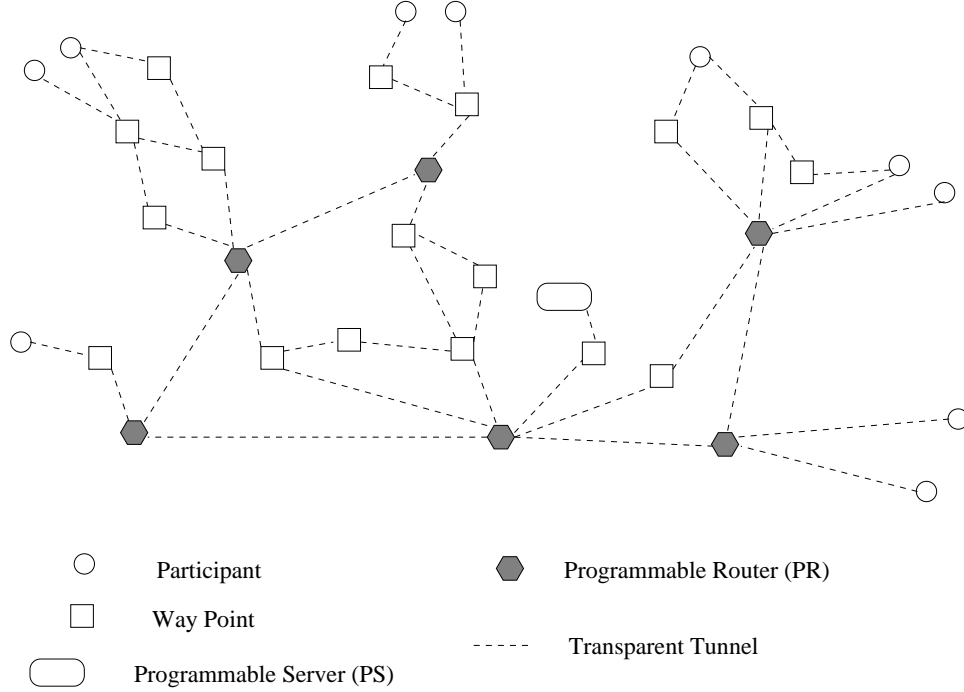 Participant
Programmable Router (PR)
Way Point
Transparent Tunnel
Programmable Server (PS)